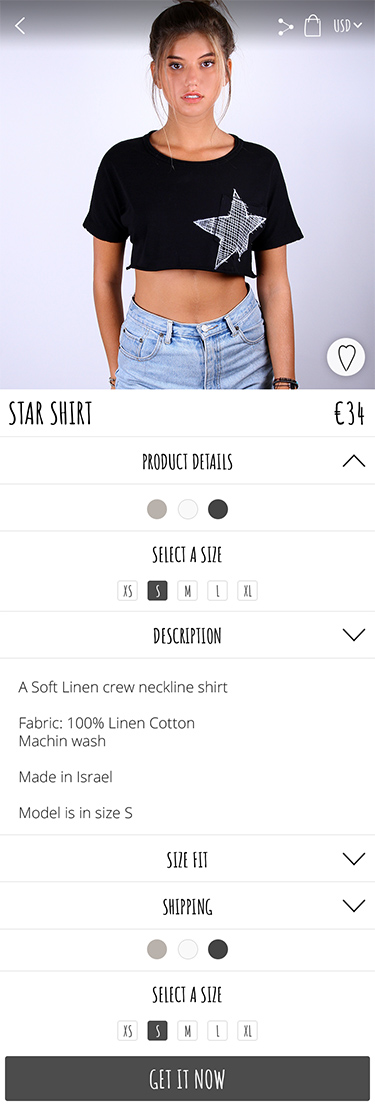 USD
STAR SHIRT €34
PRODUCT DETAILS
SELECT A SIZE
XS S M L XL
DESCRIPTION
A Soft Linen crew neckline shirt
Fabric: 100% Linen Cotton
Machin wash
Made in Israel
Model is in size S
SIZE FIT
SHIPPING
SELECT A SIZE
XS S M L XL
GET IT NOW